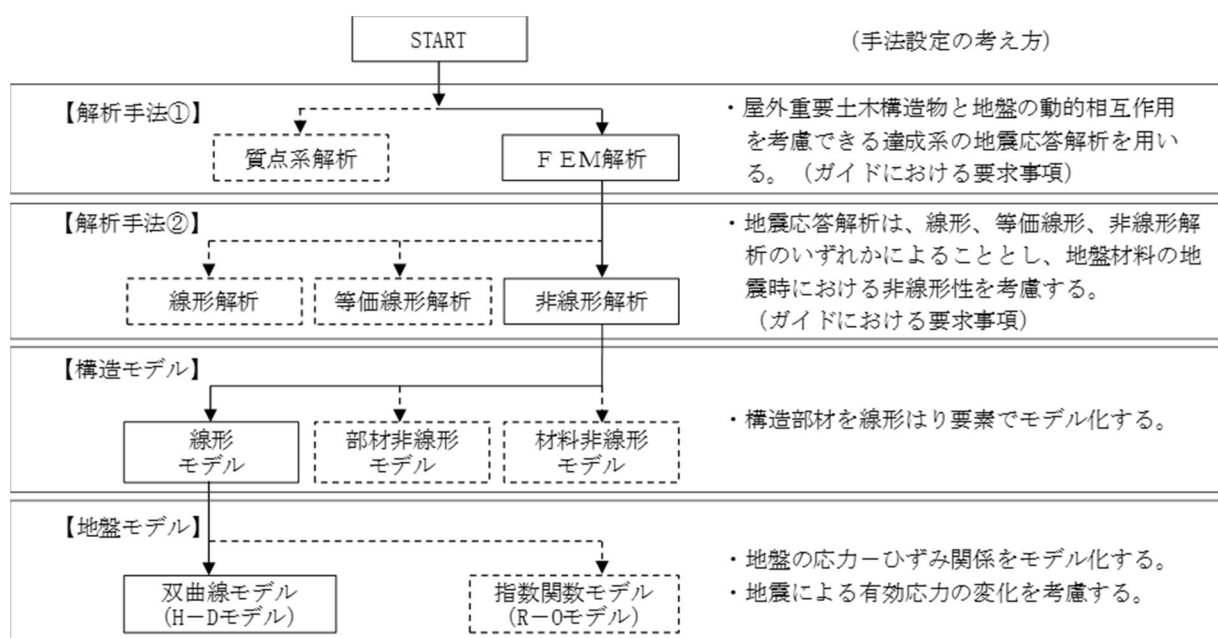 START
(手法設定の考え方)
【解析手法①】
質点系解析
ＦＥＭ解析
・屋外重要土木構造物と地盤の動的相互作用
を考慮できる達成系の地震応答解析を用い
る。（ガイドにおける要求事項）
【解析手法②】
線形解析
等価線形解析
非線形解析
・地震応答解析は、線形、等価線形、非線形解
析のいずれかによることとし、地盤材料の地
震時における非線形性を考慮する。
（ガイドにおける要求事項）
【構造モデル】
線形
モデル
部材非線形
モデル
材料非線形
モデル
・構造部材を線形はり要素でモデル化する。
【地盤モデル】
双曲線モデル
(H－Dモデル)
指数関数モデル
(R－Oモデル)
・地盤の応力－ひずみ関係をモデル化する。
・地震による有効応力の変化を考慮する。